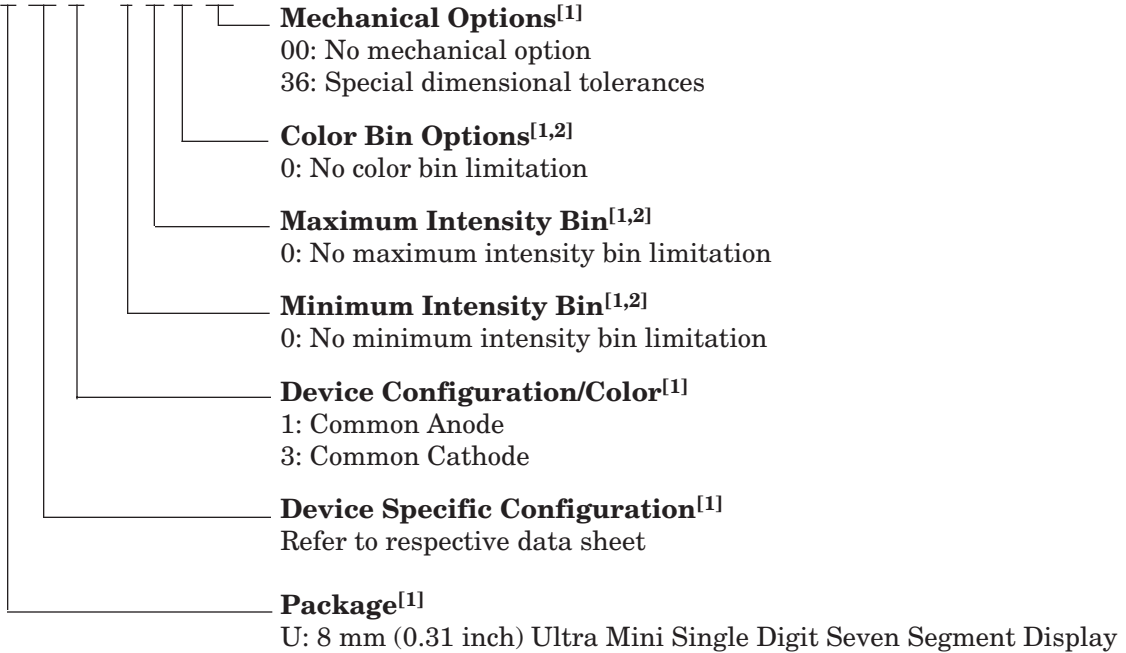 Mechanical Options[1]
00: No mechanical option
36: Special dimensional tolerances
Color Bin Options[1,2]
0: No color bin limitation
Maximum Intensity Bin[1,2]
0: No maximum intensity bin limitation
Minimum Intensity Bin[1,2]
0: No minimum intensity bin limitation
Device Configuration/Color[1]
1: Common Anode
3: Common Cathode
Device Specific Configuration[1]
Refer to respective data sheet
Package[1]
U: 8 mm (0.31 inch) Ultra Mini Single Digit Seven Segment Display